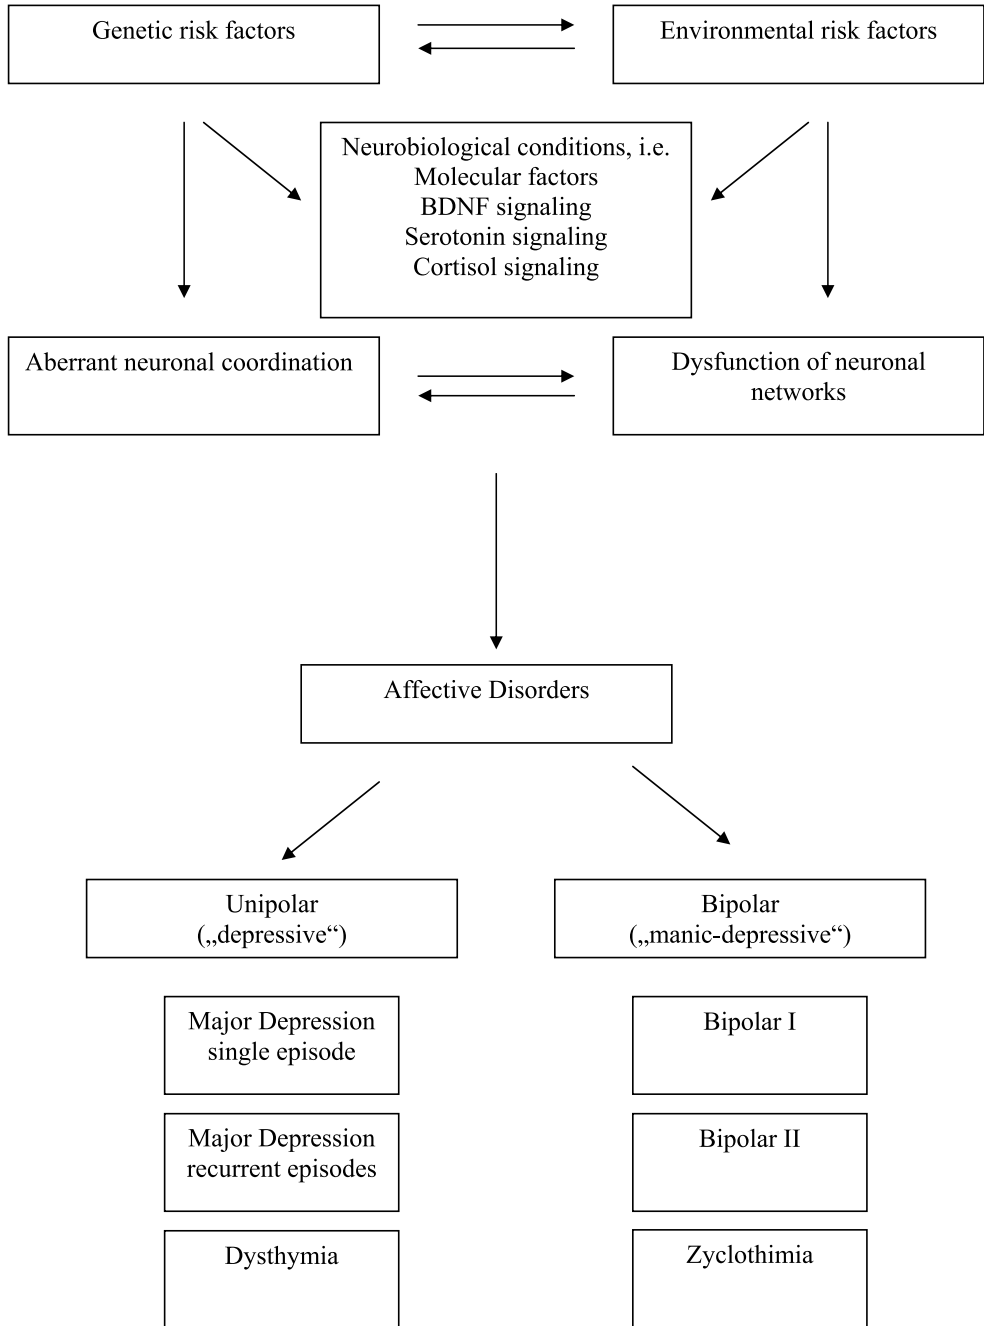 Genetic risk factors
Environmental risk factors
Neurobiological conditions, i.e.
Molecular factors
BDNF signaling
Serotonin signaling
Cortisol signaling
Aberrant neuronal coordination
Dysfunction of neuronal
networks
Affective Disorders
Unipolar
(„depressive“)
Bipolar
(„manic-depressive“)
Major Depression
single episode
Bipolar I
Major Depression
recurrent episodes
Bipolar II
Dysthymia
Zyclothimia